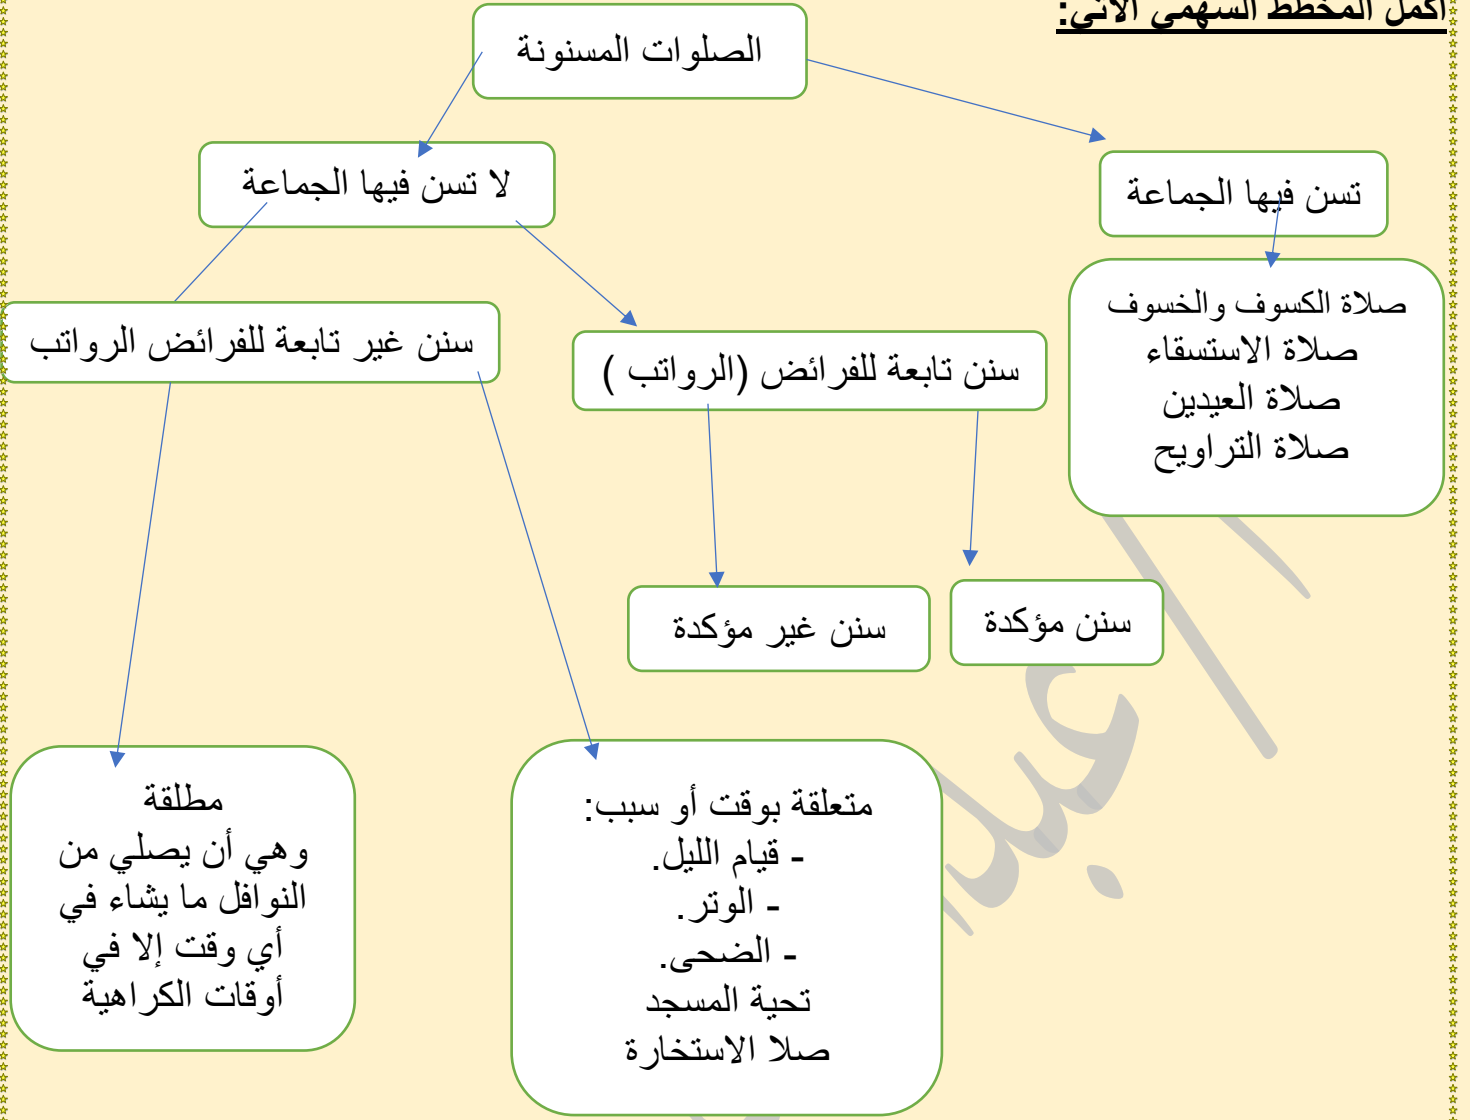 أكمل المخطط السهمي الآتي:
الصلوات المسنونة
تسن فيها الجماعة
لا تسن فيها الجماعة
صلاة الكسوف والخسوف
صلاة الاستسقاء
صلاة العيدين
صلاة التراويح
سنن تابعة للفرائض (الرواتب )
سنن غير تابعة للفرائض الرواتب
سنن مؤكدة
سنن غير مؤكدة
متعلقة بوقت أو سبب:
- قيام الليل.
- الوتر.
- الضحى.
تحية المسجد
صلا الاستخارة
مطلقة
وهي أن يصلي من
النوافل ما يشاء في
أي وقت إلا في
أوقات الكراهية